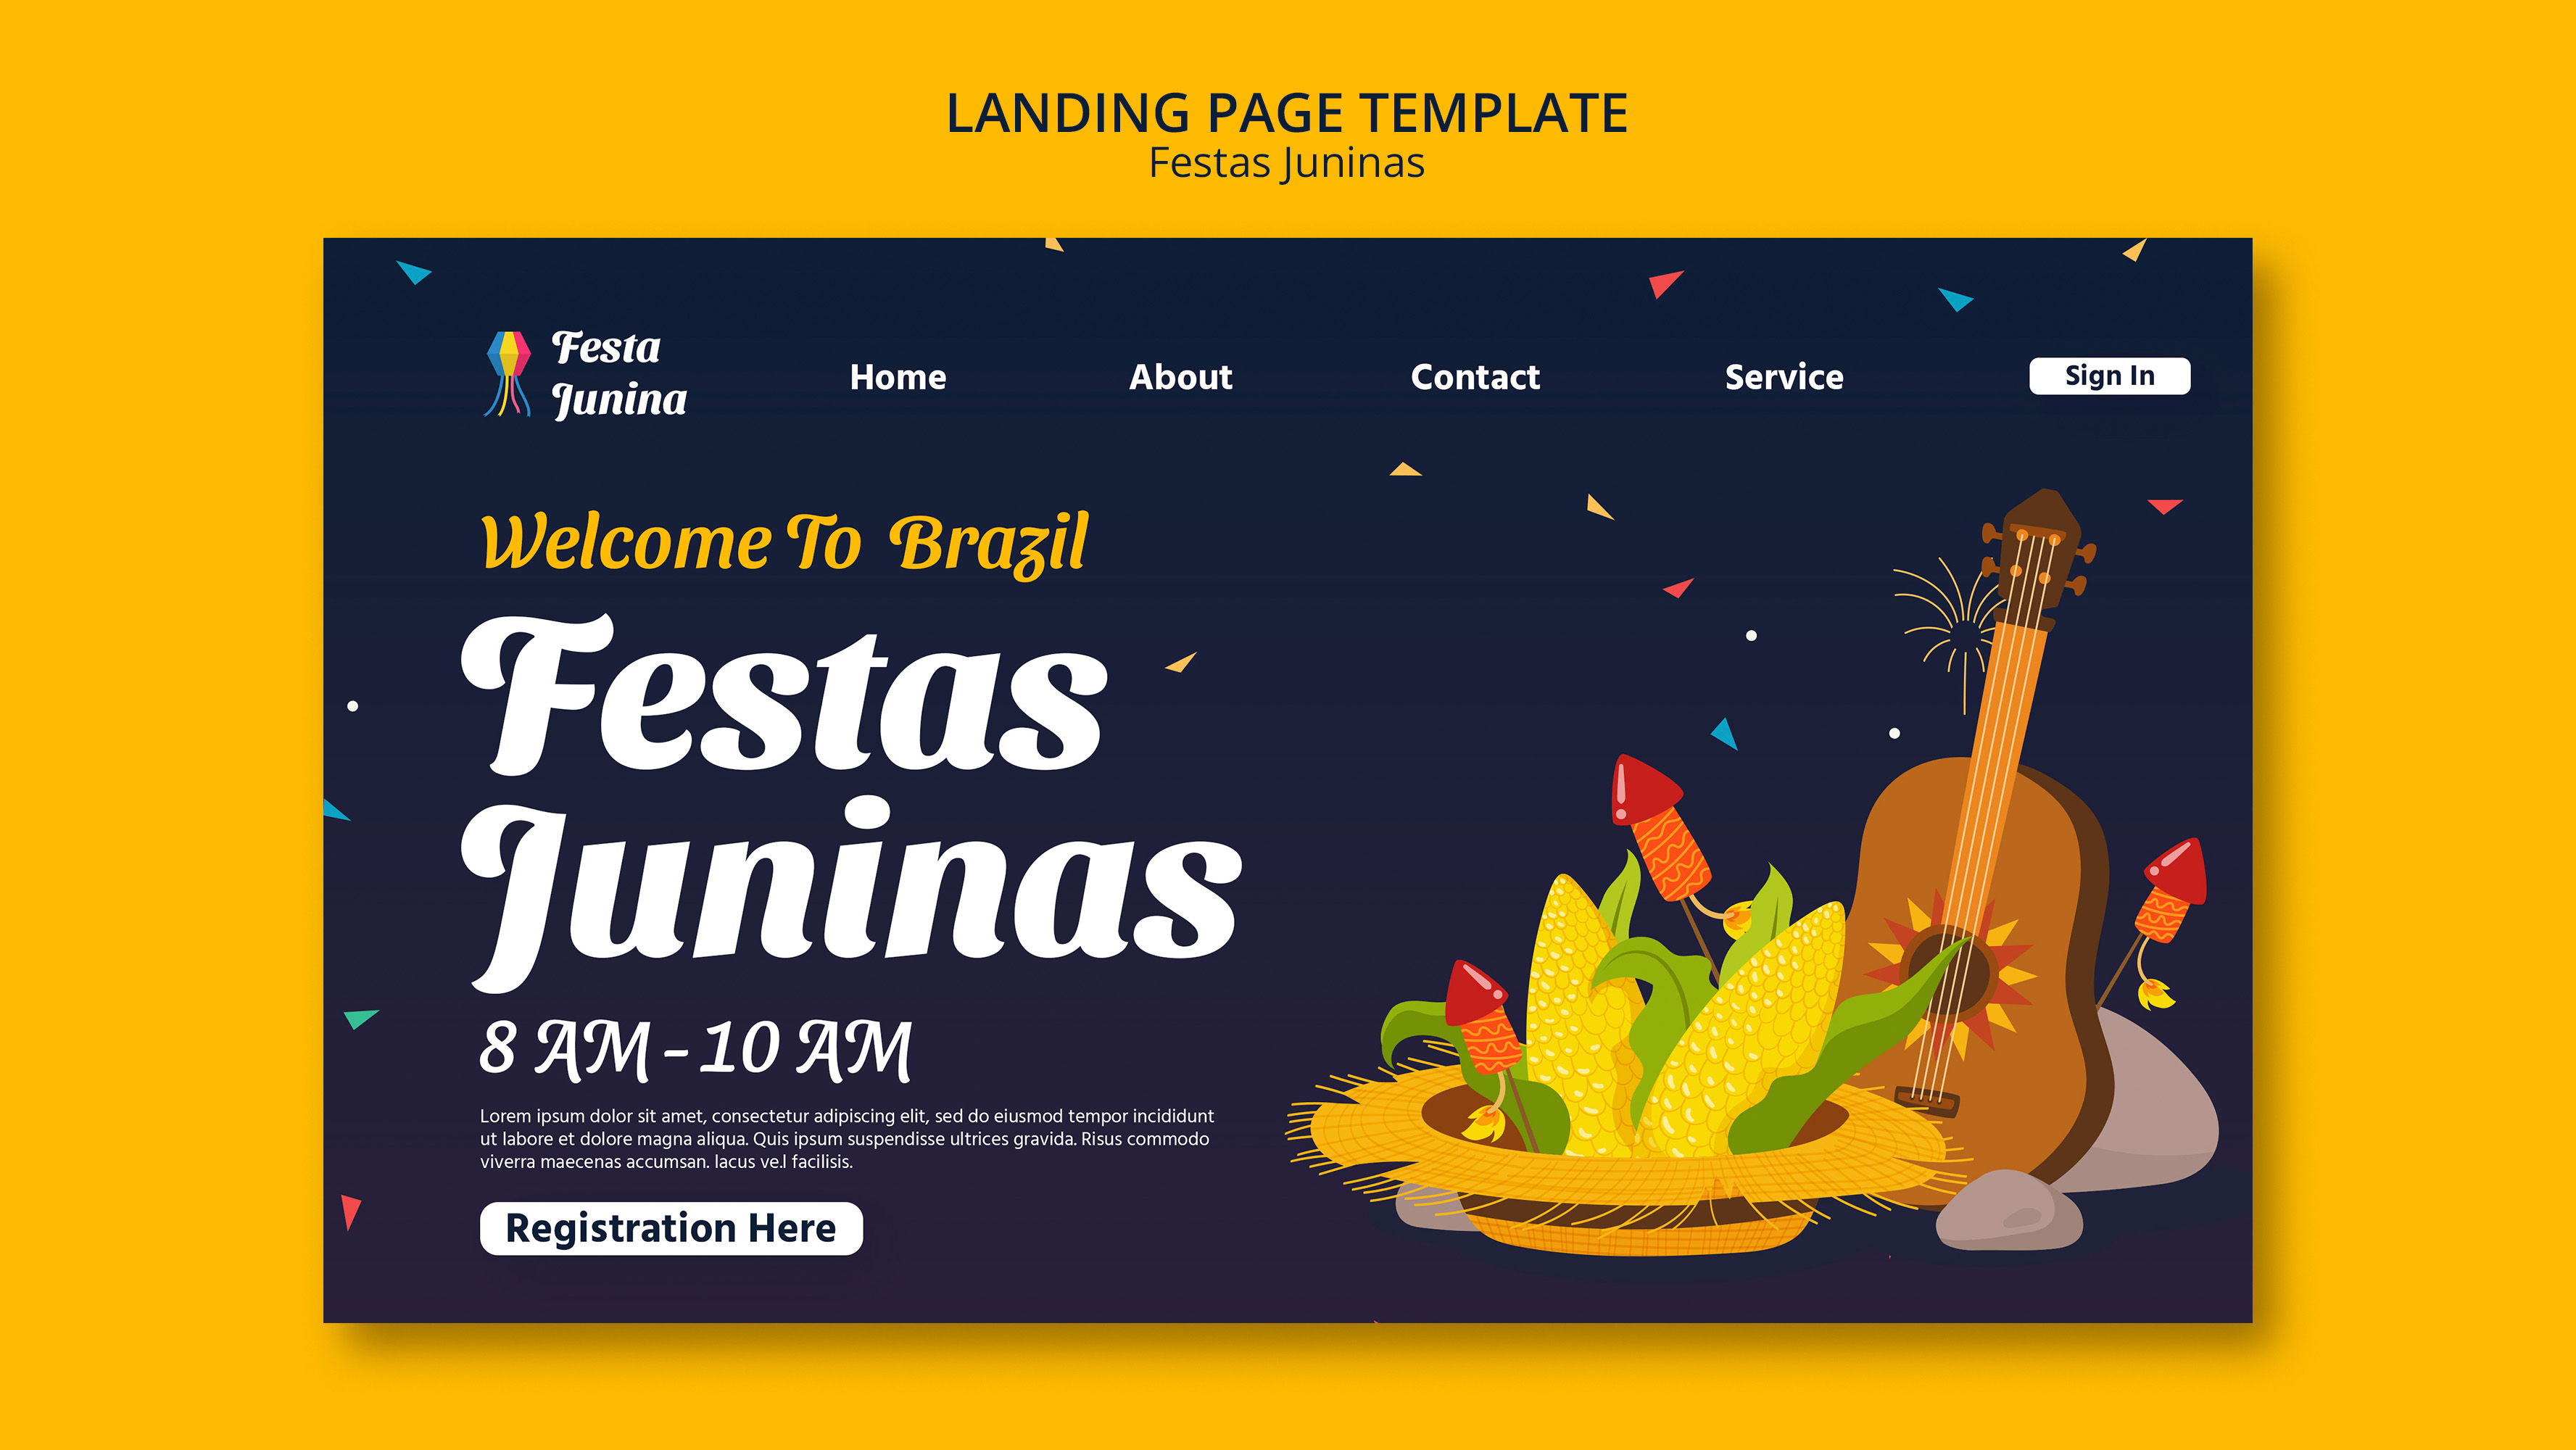 LANDING PAGE TEMPLATE
Festas Juninas
Festa
Junina
Home About Contact Service Sign In
Welcome To Brazil
Festas
Juninas
8 AM - 10 AM
Lorem ipsum dolor sit amet, consectetur adipiscing elit, sed do eiusmod tempor incididunt
ut labore et dolore magna aliqua. Quis ipsum suspendisse ultrices gravida. Risus commodo
viverra maecenas accumsan. lacus ve.l facilisis.
Registration Here